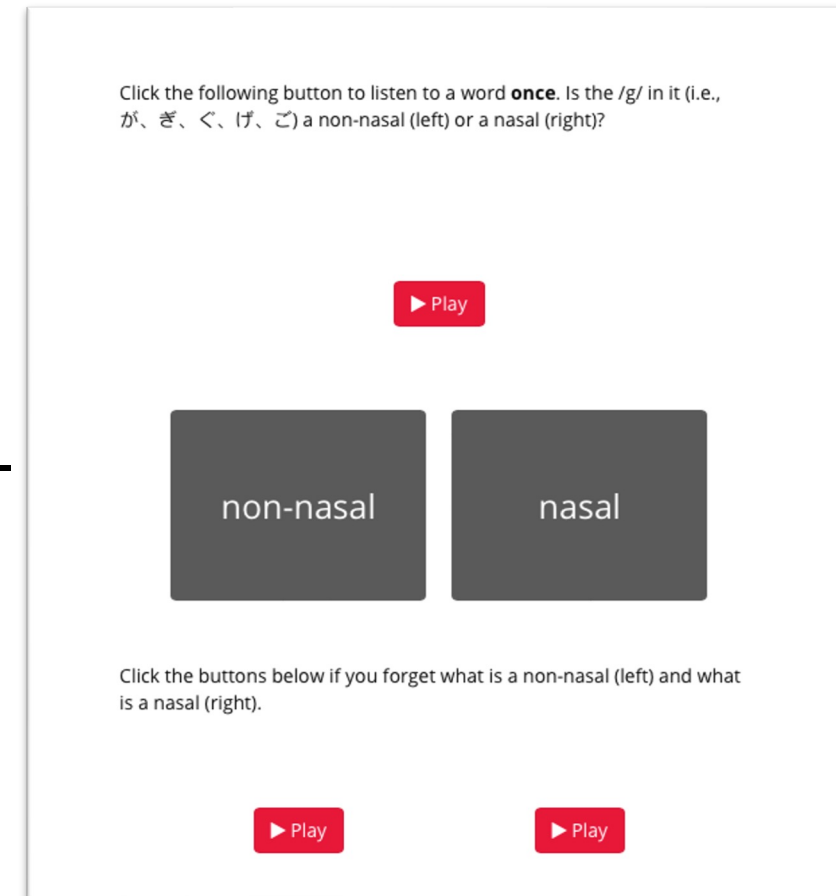 Click the following button to listen to a word once. Is the /g/ in it (i.e.,
が、ぎ、ぐ、げ、ご) a non-nasal (left) or a nasal (right)?
▶ Play
non-nasal nasal
Click the buttons below if you forget what is a non-nasal (left) and what
is a nasal (right).
▶ Play ▶ Play